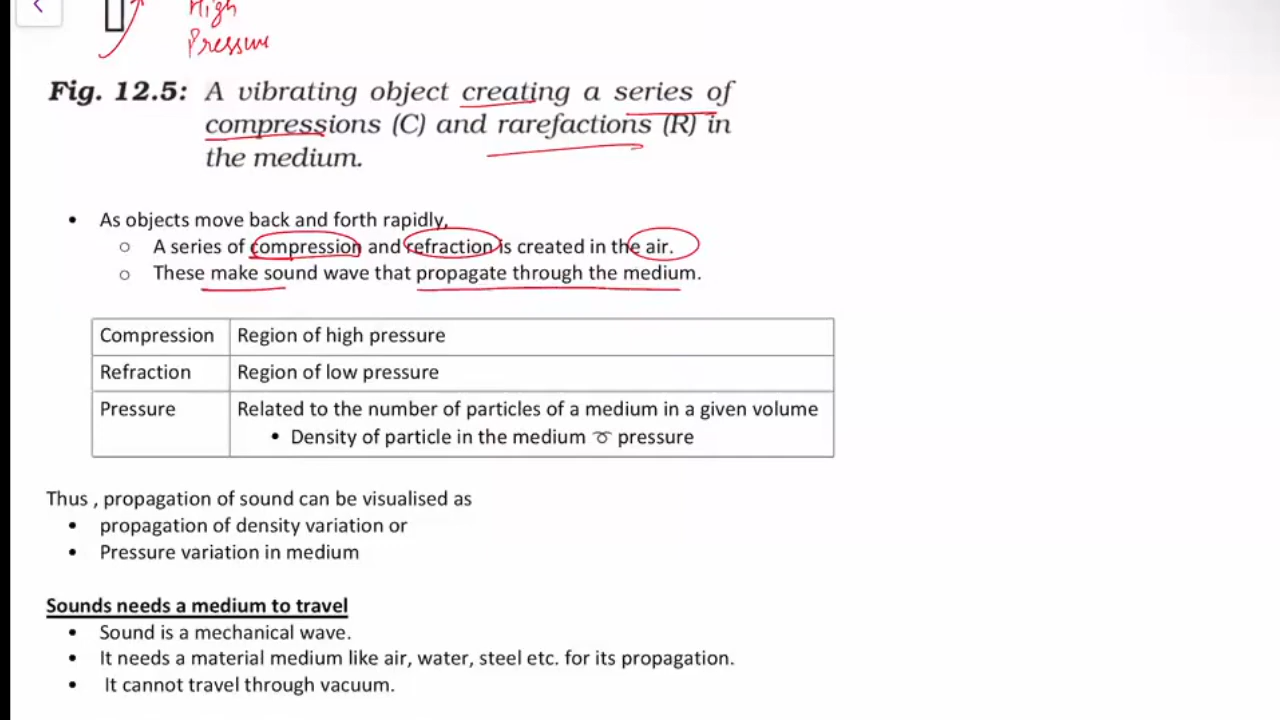 High
Pressure
Fig. 12.5: A vibrating object creating a series of
compressions (C) and rarefactions (R) in
the medium.
• As objects move back and forth rapidly,
o A series of compression and refraction is created in the air.
o These make sound wave that propagate through the medium.
Compression Region of high pressure
Refraction Region of low pressure
Pressure Related to the number of particles of a medium in a given volume
• Density of particle in the medium pressure
Thus , propagation of sound can be visualised as
• propagation of density variation or
• Pressure variation in medium
Sounds needs a medium to travel
• Sound is a mechanical wave.
• It needs a material medium like air, water, steel etc. for its propagation.
• It cannot travel through vacuum.